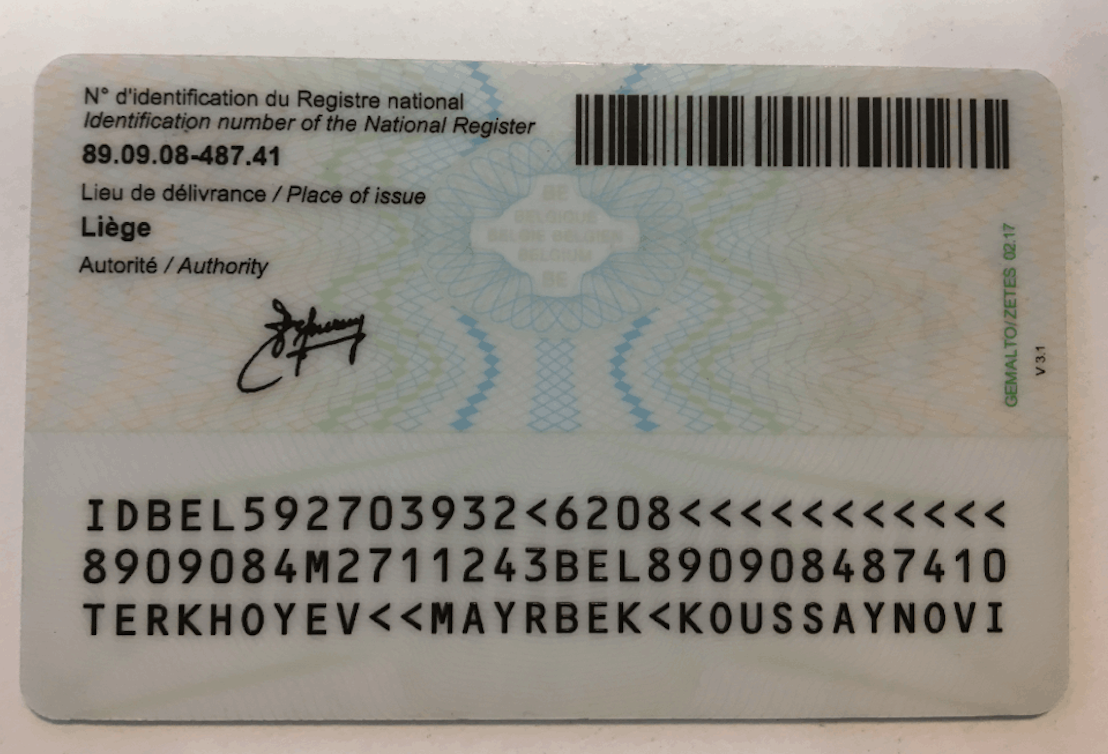 N° d'identification du Registre national
Identification number of the National Register
89.09.08-487.41
Lieu de délivrance / Place of issue
Liège
Autorité / Authority
BE
BELGIQUE
BELGIË BELGIEN
BELGIUM
BE
GEMALTO/ZETES 02.17
V 3.1
IDBEL592703932<6208<<<<<<<<<<<
8909084M2711243BEL890908487410
TERKHOYEV<<MAYRBEK<KOUSSAYNOVI